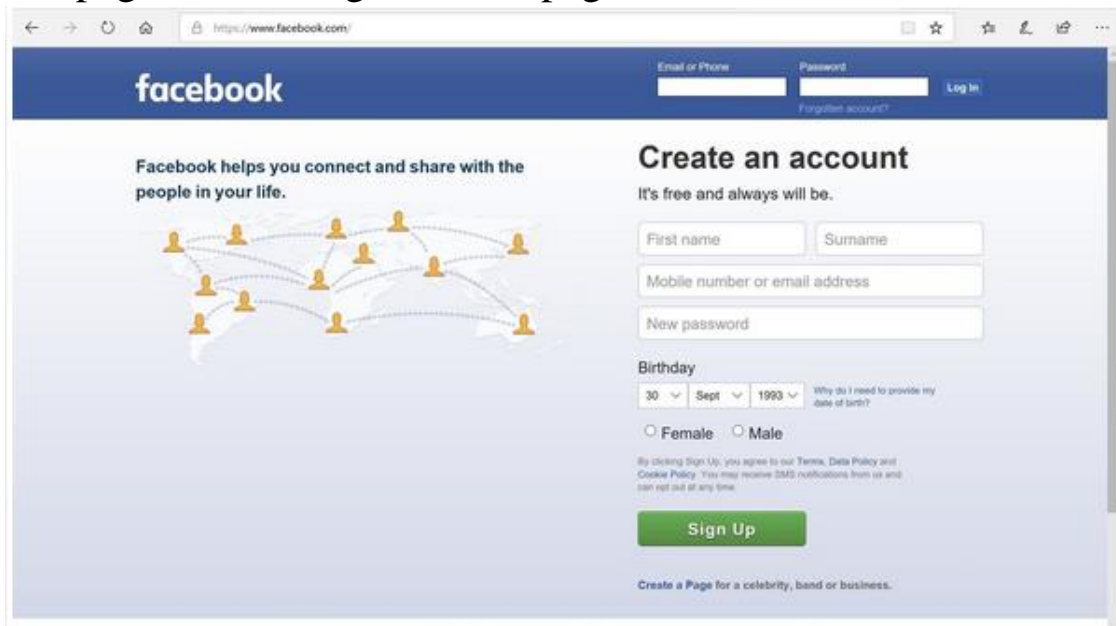 https://www.facebook.com/
facebook
Email or Phone
Password
Log In
Forgotten account?
Facebook helps you connect and share with the
people in your life.
Create an account
It's free and always will be.
First name
Surname
Mobile number or email address
New password
Birthday
30 Sept 1993
Why do I need to provide my
date of birth?
Female Male
By clicking Sign Up, you agree to our Terms, Data Policy and
Cookie Policy. You may receive SMS notifications from us and
can opt out at any time.
Sign Up
Create a Page for a celebrity, band or business.